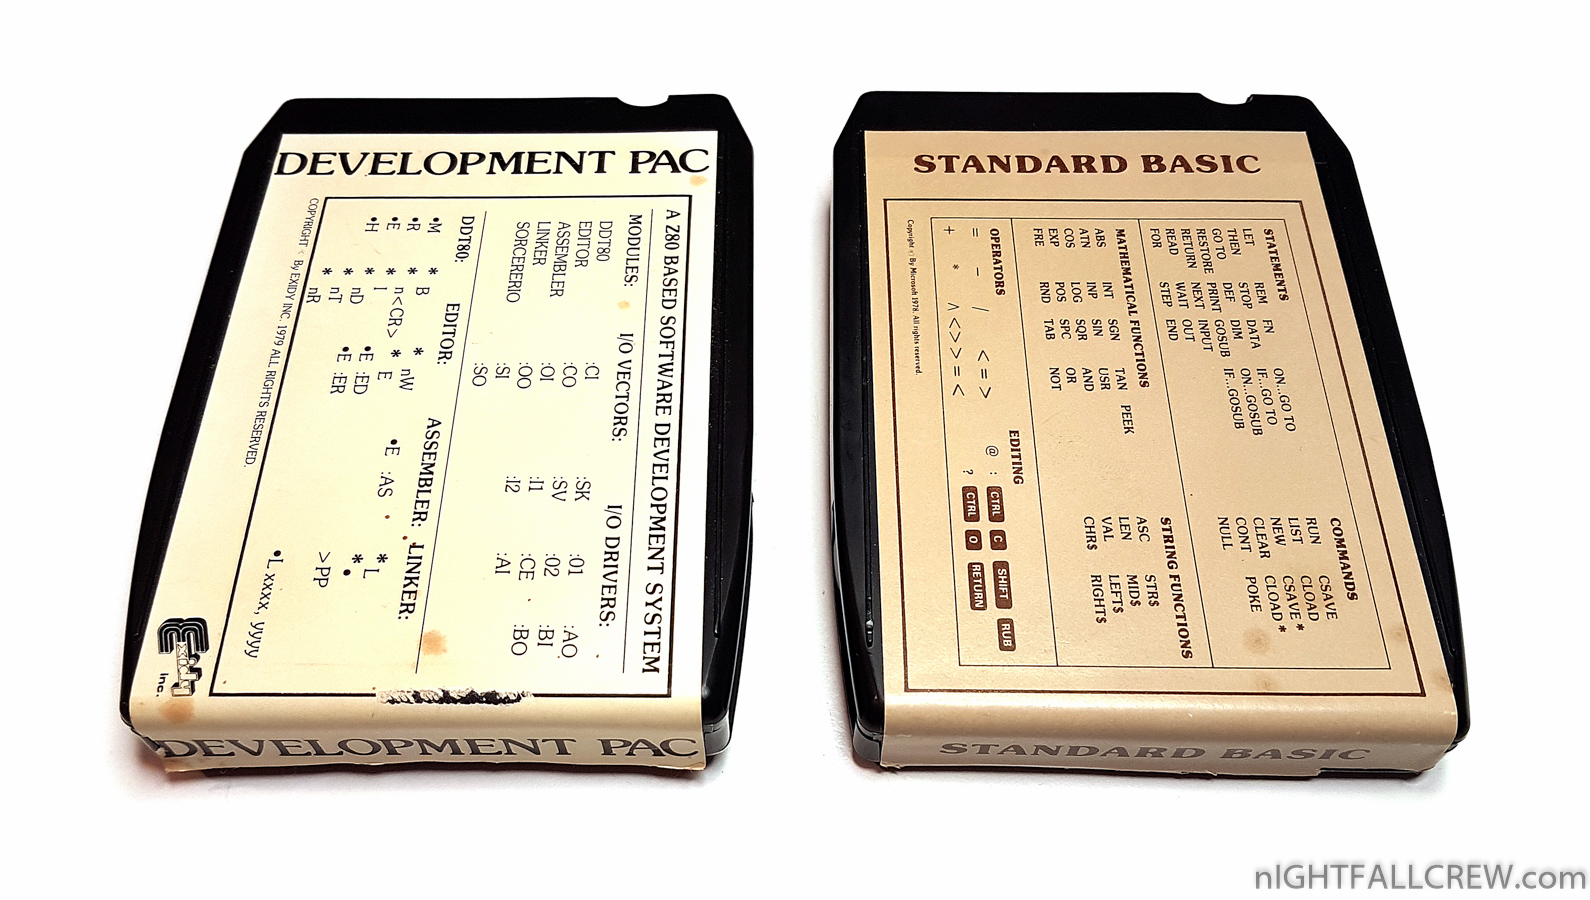 DEVELOPMENT PAC
A Z80 BASED SOFTWARE DEVELOPMENT SYSTEM
MODULES: I/O VECTORS: I/O DRIVERS:
DDT80 :CI :SK :01 :AO
EDITOR :CO :SV :02 :BI
ASSEMBLER :OI :I1 :CE :BO
LINKER :OO :I2 :AI
SORCERERIO :SI
:SO
DDT80: EDITOR: ASSEMBLER: LINKER:
•M * B * nW •E :AS * L
•R * n<CR> * E * •
•E * I •E :ED >PP
•H * nD •E :ER •L xxxx, yyyy
* nT
* nR
COPYRIGHT © By EXIDY INC. 1979 ALL RIGHTS RESERVED.
Exidy
inc.
DEVELOPMENT PAC
STANDARD BASIC
STATEMENTS
LET REM FN ON...GO TO
THEN STOP DATA IF...GO TO
GO TO DEF DIM ON...GOSUB
RESTORE PRINT GOSUB IF...GOSUB
RETURN NEXT INPUT
READ WAIT OUT
FOR STEP END
COMMANDS
RUN CSAVE
LIST CLOAD
NEW CSAVE*
CLEAR CLOAD*
CONT POKE
NULL
MATHEMATICAL FUNCTIONS
ABS INT SGN TAN PEEK
ATN INP SIN USR
COS LOG SQR AND
EXP POS SPC OR
FRE RND TAB NOT
STRING FUNCTIONS
ASC STR$
LEN MID$
VAL LEFT$
CHR$ RIGHT$
OPERATORS
= - / < = >
+ * ^ <> > = <
EDITING
@ : CTRL C SHIFT RUB
? CTRL O RETURN
Copyright © By Microsoft 1978. All rights reserved.
STANDARD BASIC
nIGHTFALLCREW.com